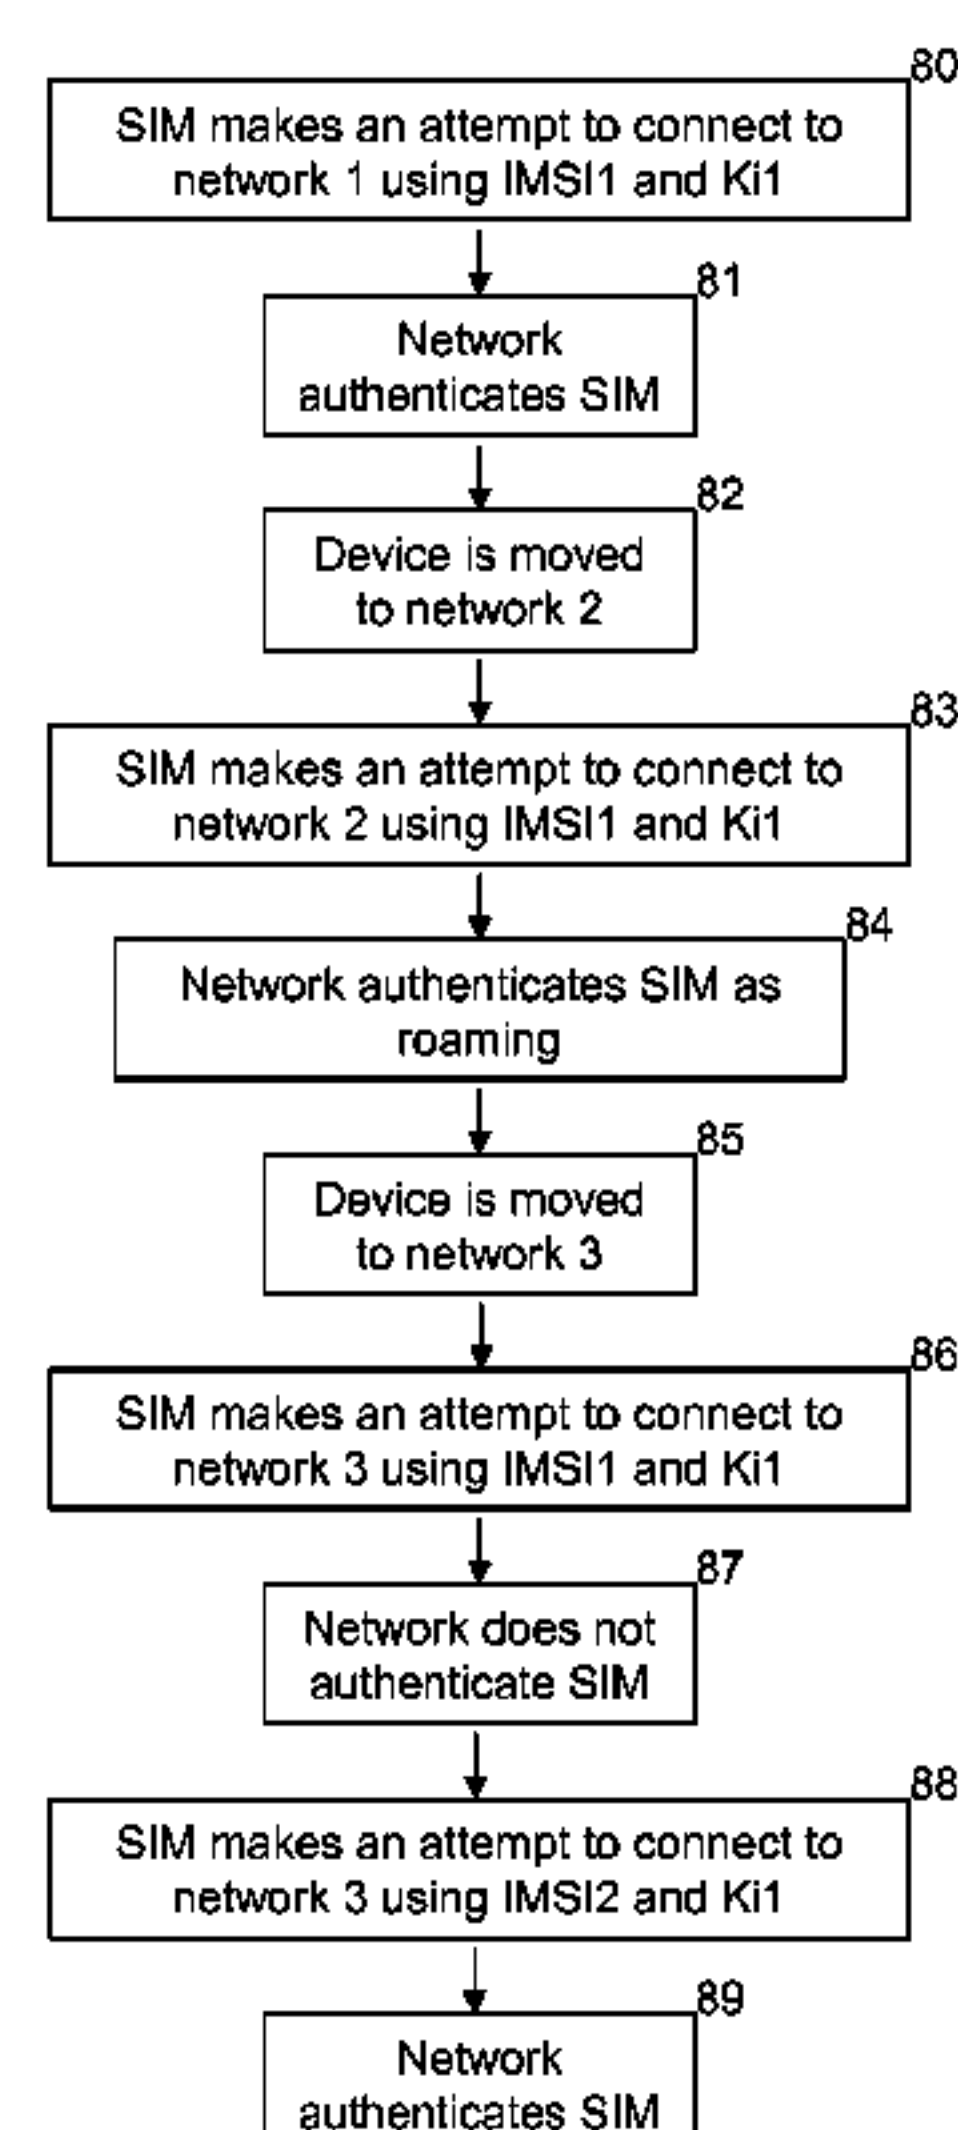 80
SIM makes an attempt to connect to
network 1 using IMSI1 and Ki1
81
Network
authenticates SIM
82
Device is moved
to network 2
83
SIM makes an attempt to connect to
network 2 using IMSI1 and Ki1
84
Network authenticates SIM as
roaming
85
Device is moved
to network 3
86
SIM makes an attempt to connect to
network 3 using IMSI1 and Ki1
87
Network does not
authenticate SIM
88
SIM makes an attempt to connect to
network 3 using IMSI2 and Ki1
89
Network
authenticates SIM